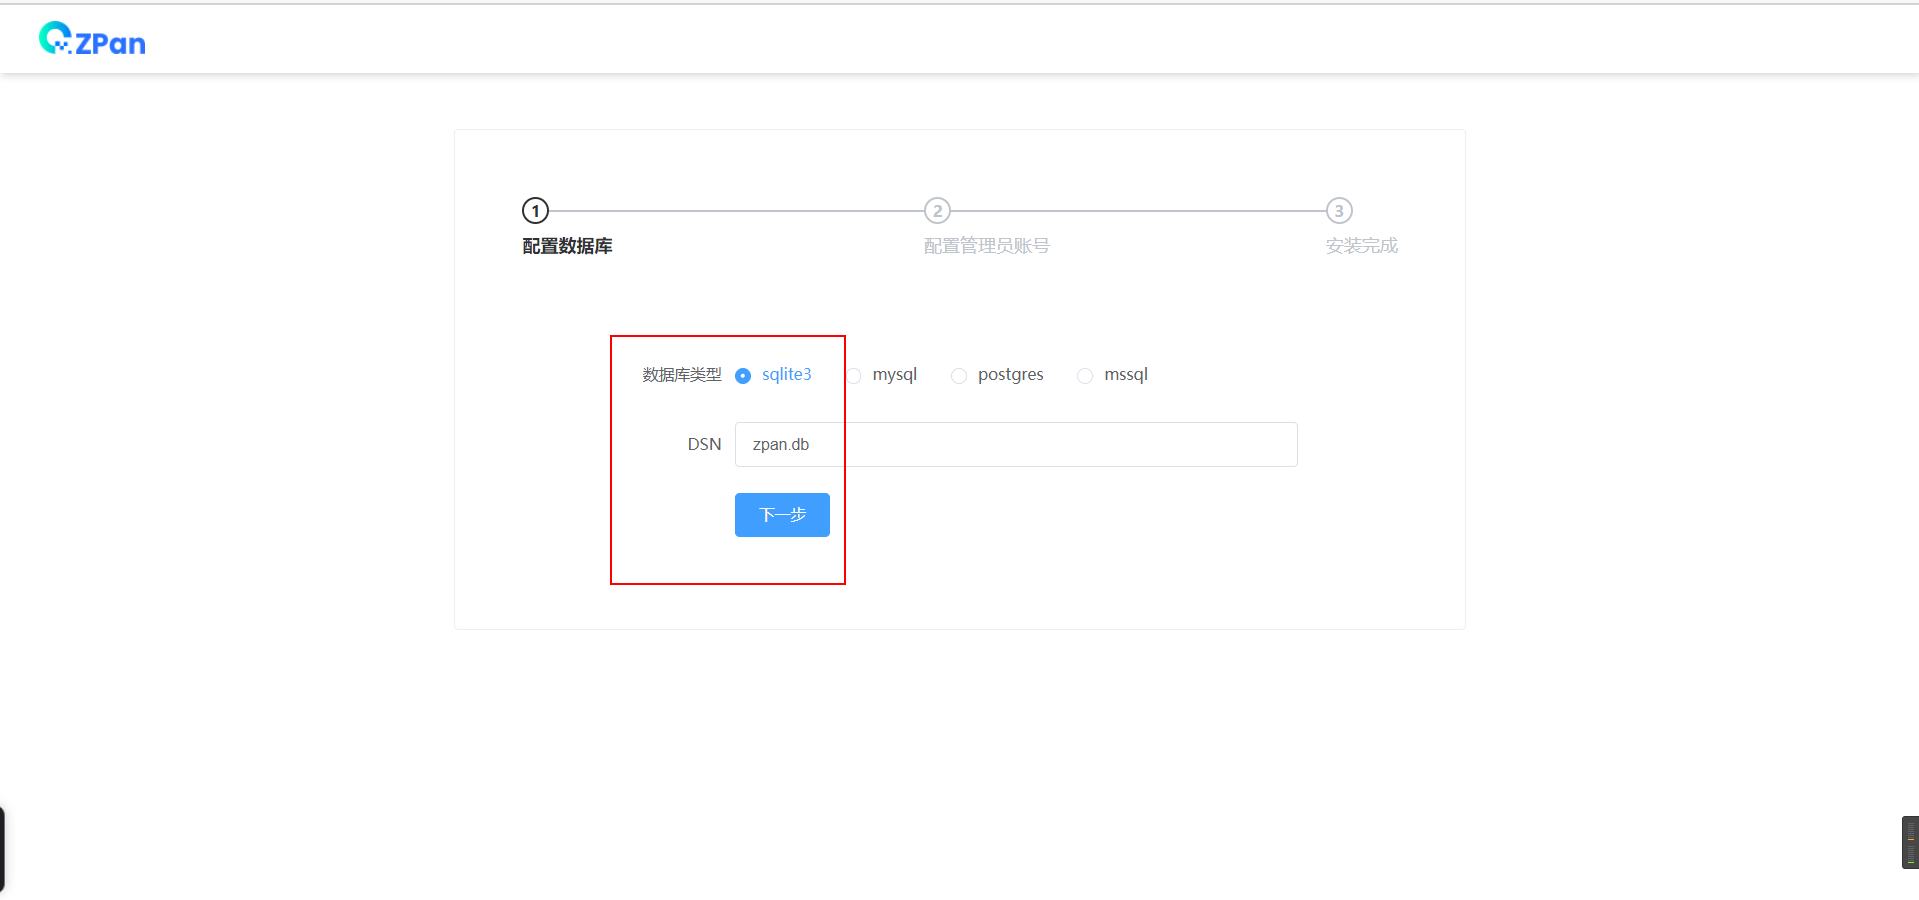 ZPan
1 2 3
配置数据库 配置管理员账号 安装完成
数据库类型 sqlite3 mysql postgres mssql
DSN zpan.db
下一步